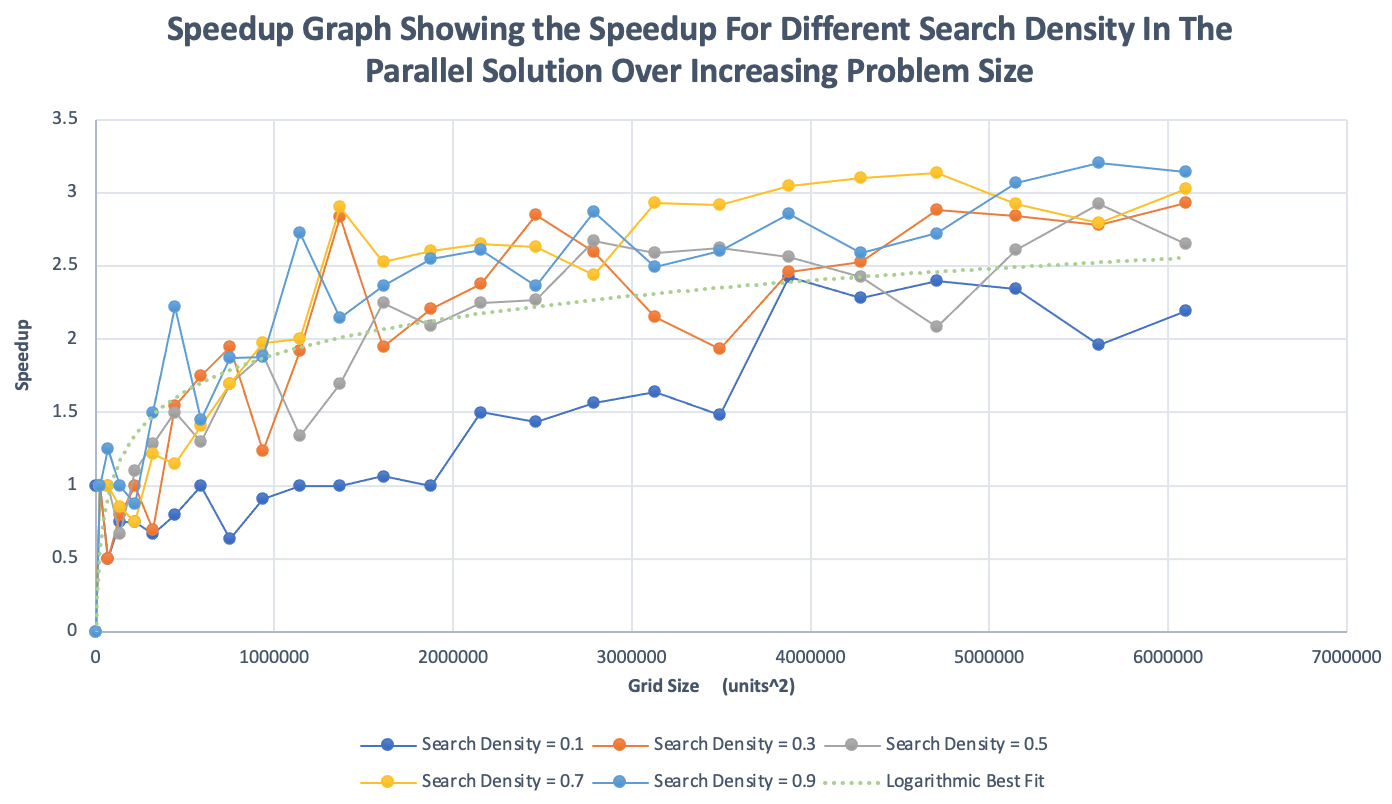 Speedup Graph Showing the Speedup For Different Search Density In The
Parallel Solution Over Increasing Problem Size
3.5
3
2.5
2
1.5
1
0.5
0
Speedup
0 1000000 2000000 3000000 4000000 5000000 6000000 7000000
Grid Size (units^2)
Search Density = 0.1 Search Density = 0.3 Search Density = 0.5
Search Density = 0.7 Search Density = 0.9 Logarithmic Best Fit